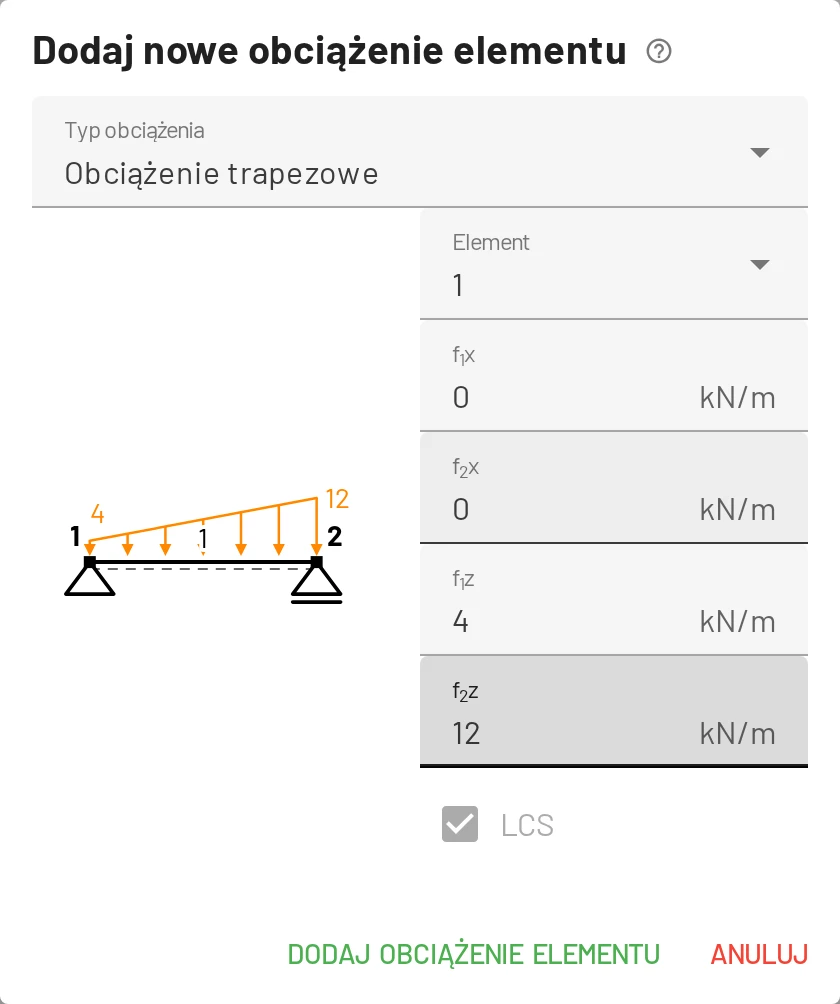 Dodaj nowe obciążenie elementu ?
Typ obciążenia
Obciążenie trapezowe
Element
1
f₁x
0 kN/m
f₂x
0 kN/m
4
12
1
1
2
f₁z
4 kN/m
f₂z
12 kN/m
LCS
DODAJ OBCIĄŻENIE ELEMENTU ANULUJ